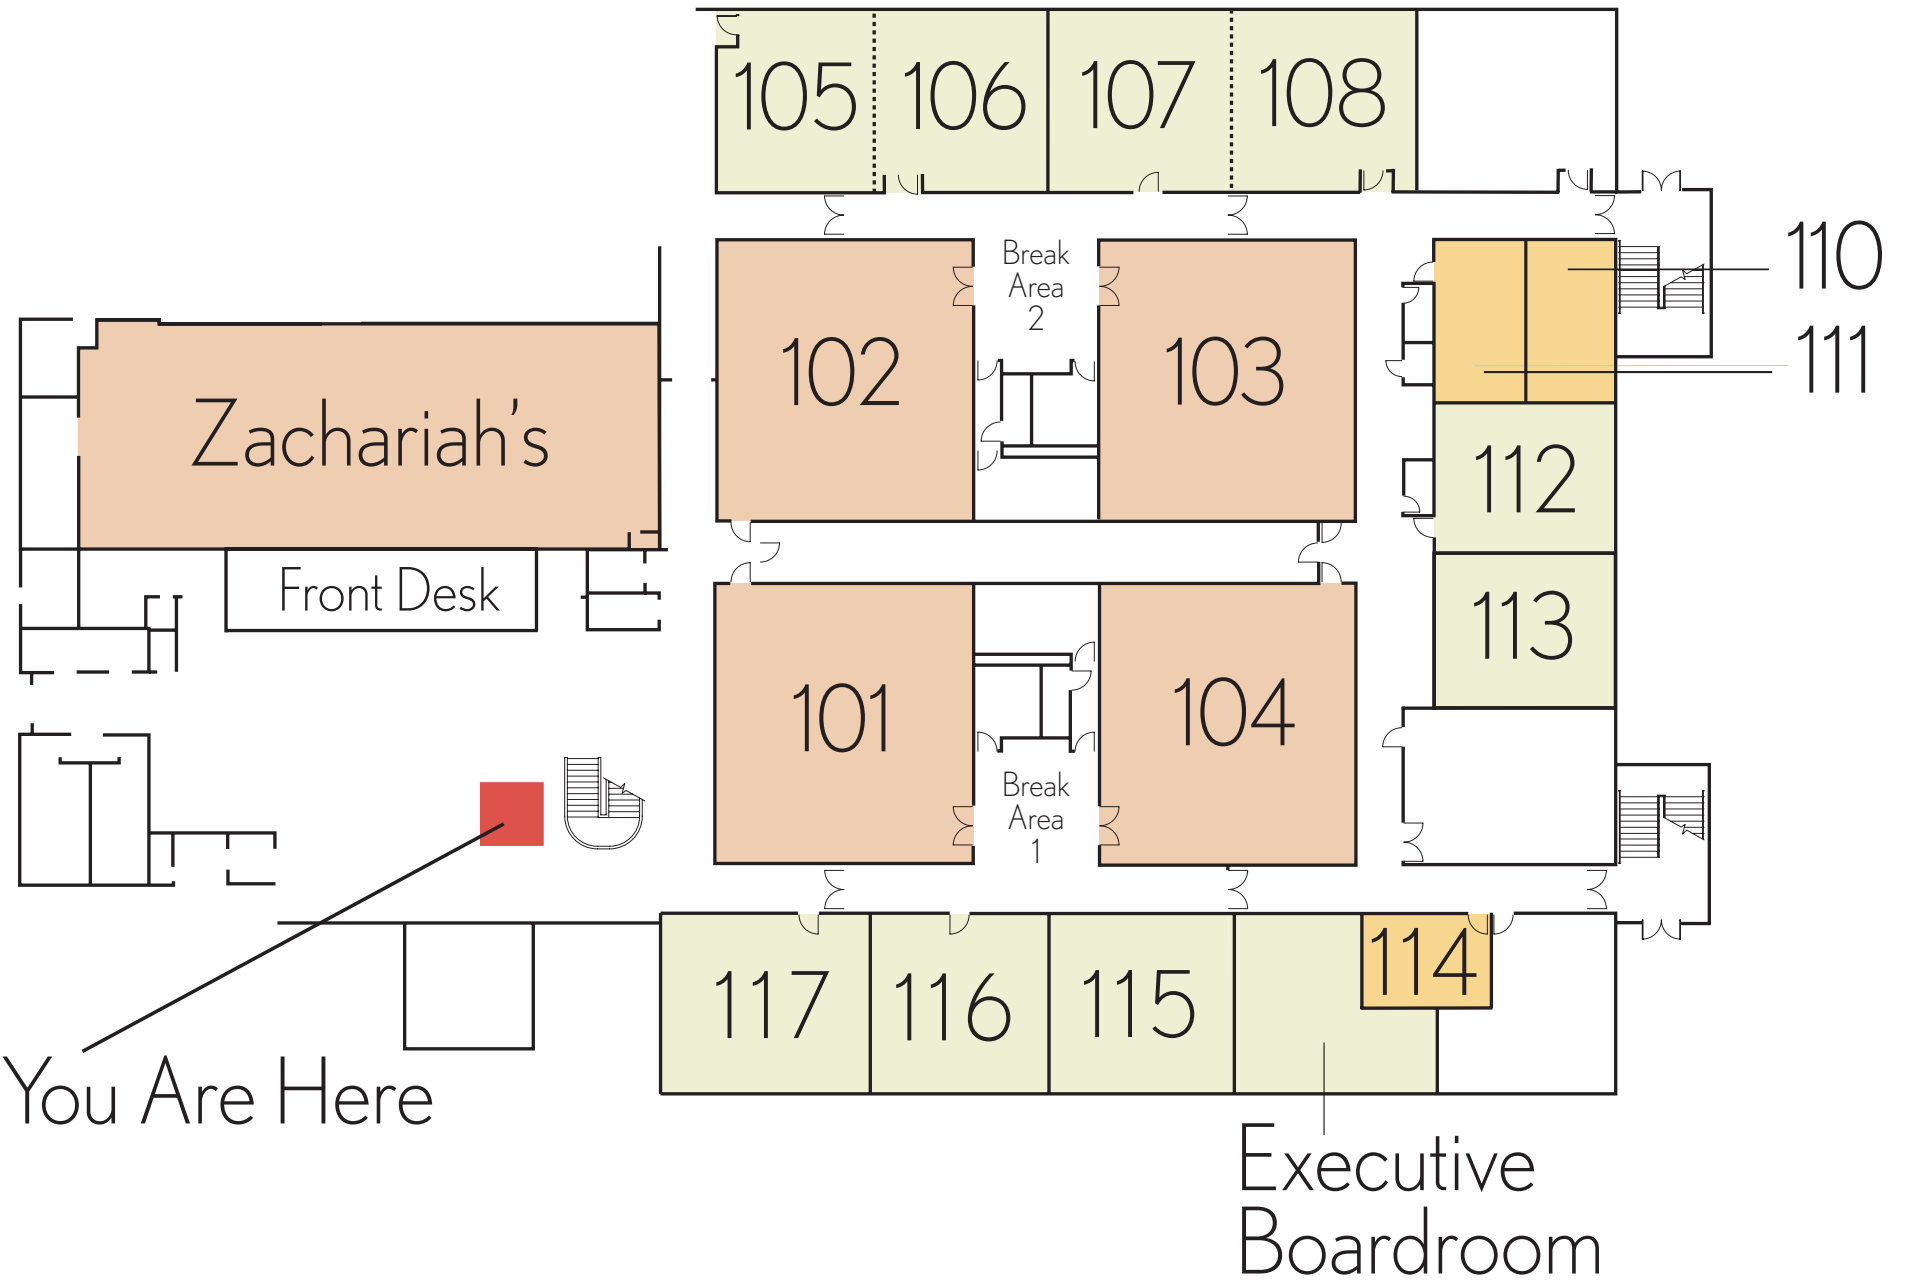 105 106 107 108
110
111
Break
Area
2
102
103
Zachariah's
112
Front Desk
113
101
104
Break
Area
1
114
117 116 115
You Are Here
Executive
Boardroom